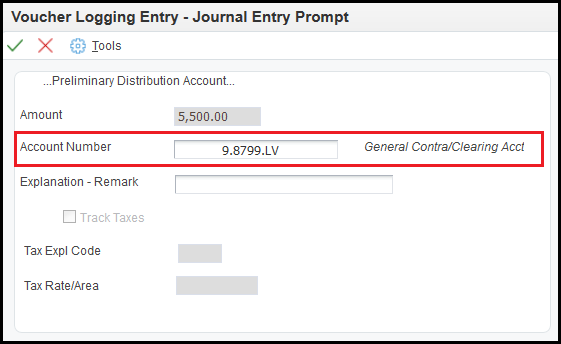 Voucher Logging Entry - Journal Entry Prompt
Tools
...Preliminary Distribution Account...
Amount 5,500.00
Account Number 9.8799.LV General Contra/Clearing Acct
Explanation - Remark
Track Taxes
Tax Expl Code
Tax Rate/Area